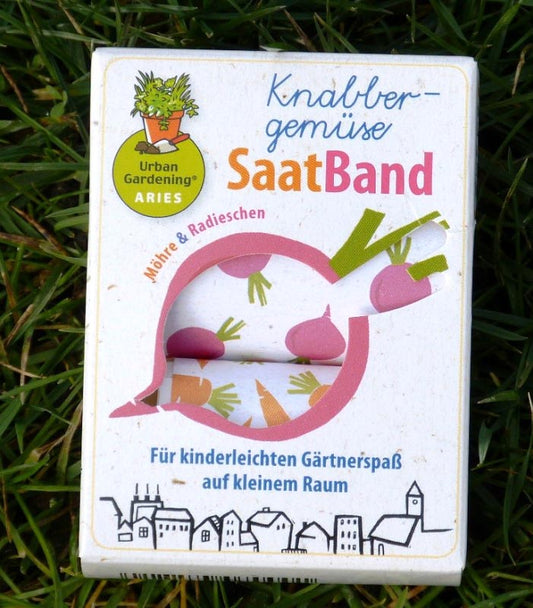 Knabber-
gemüse
SaatBand
Urban
Gardening®
ARIES
Möhre & Radieschen
Für kinderleichten Gärtnerspaß
auf kleinem Raum